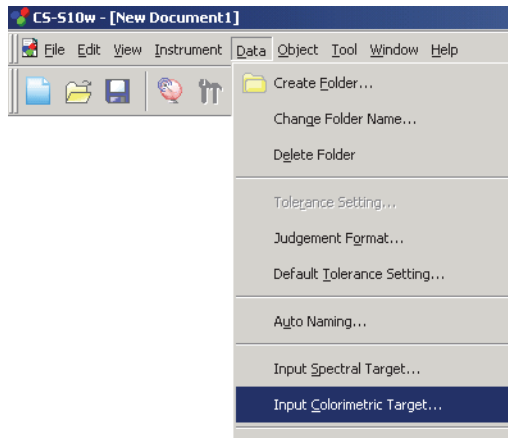 CS-S10w - [New Document1]
File Edit View Instrument Data Object Tool Window Help
Create Folder...
Change Folder Name...
Delete Folder
Tolerance Setting...
Judgement Format...
Default Tolerance Setting...
Auto Naming...
Input Spectral Target...
Input Colorimetric Target...